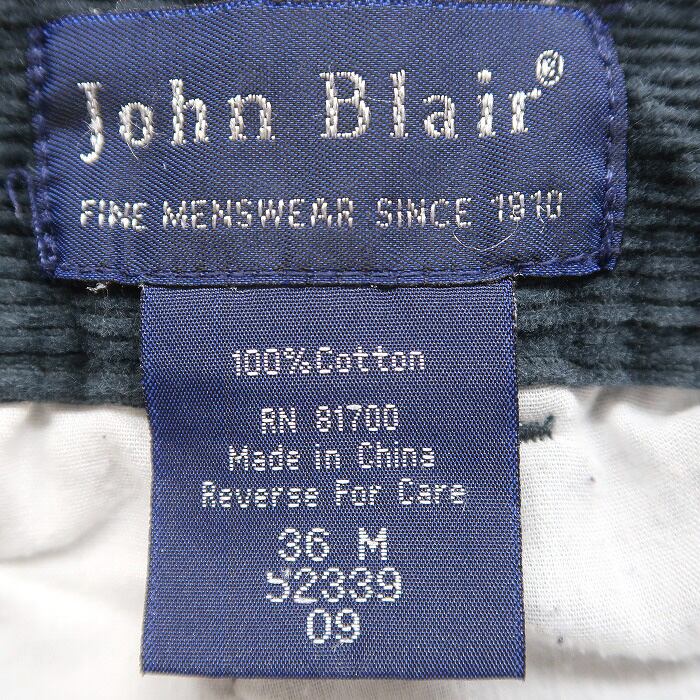 John Blair®
FINE MENSWEAR SINCE 1910
100%Cotton
RN 81700
Made in China
Reverse For Care
36 M
52339
09